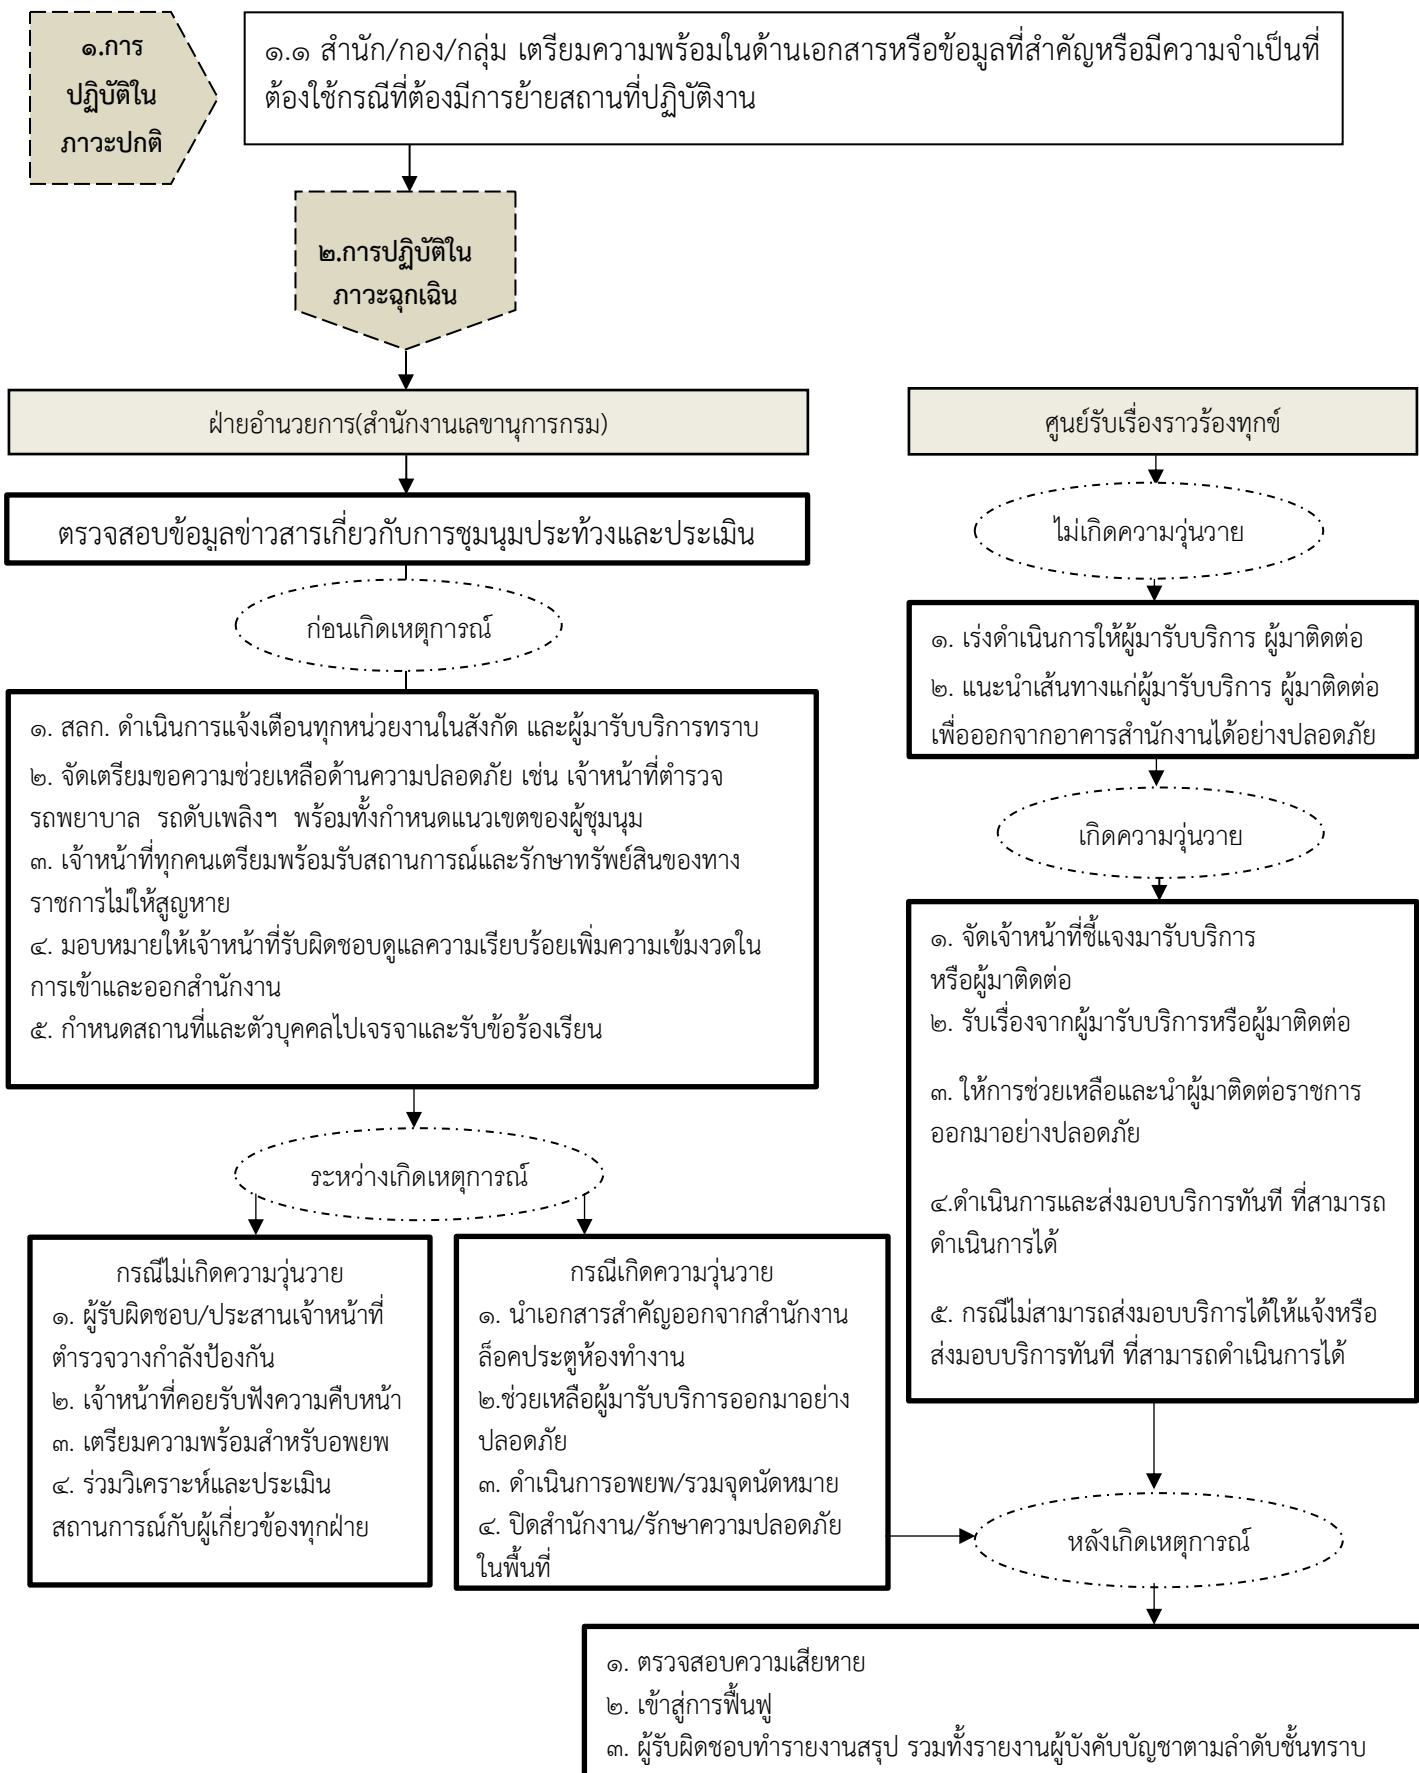 ๑.การ
ปฏิบัติใน
ภาวะปกติ
๑.๑ สำนัก/กอง/กลุ่ม เตรียมความพร้อมในด้านเอกสารหรือข้อมูลที่สำคัญหรือมีความจำเป็นที่
ต้องใช้กรณีที่ต้องมีการย้ายสถานที่ปฏิบัติงาน
๒.การปฏิบัติใน
ภาวะฉุกเฉิน
ฝ่ายอำนวยการ(สำนักงานเลขานุการกรม)
ตรวจสอบข้อมูลข่าวสารเกี่ยวกับการชุมนุมประท้วงและประเมิน
ก่อนเกิดเหตุการณ์
๑. สลก. ดำเนินการแจ้งเตือนทุกหน่วยงานในสังกัด และผู้มารับบริการทราบ
๒. จัดเตรียมขอความช่วยเหลือด้านความปลอดภัย เช่น เจ้าหน้าที่ตำรวจ
รถพยาบาล รถดับเพลิงฯ พร้อมทั้งกำหนดแนวเขตของผู้ชุมนุม
๓. เจ้าหน้าที่ทุกคนเตรียมพร้อมรับสถานการณ์และรักษาทรัพย์สินของทาง
ราชการไม่ให้สูญหาย
๔. มอบหมายให้เจ้าหน้าที่รับผิดชอบดูแลความเรียบร้อยเพิ่มความเข้มงวดใน
การเข้าและออกสำนักงาน
๕. กำหนดสถานที่และตัวบุคคลไปเจรจาและรับข้อร้องเรียน
ระหว่างเกิดเหตุการณ์
กรณีไม่เกิดความวุ่นวาย
๑. ผู้รับผิดชอบ/ประสานเจ้าหน้าที่
ตำรวจวางกำลังป้องกัน
๒. เจ้าหน้าที่คอยรับฟังความคืบหน้า
๓. เตรียมความพร้อมสำหรับอพยพ
๔. ร่วมวิเคราะห์และประเมิน
สถานการณ์กับผู้เกี่ยวข้องทุกฝ่าย
กรณีเกิดความวุ่นวาย
๑. นำเอกสารสำคัญออกจากสำนักงาน
ล็อคประตูห้องทำงาน
๒.ช่วยเหลือผู้มารับบริการออกมาอย่าง
ปลอดภัย
๓. ดำเนินการอพยพ/รวมจุดนัดหมาย
๔. ปิดสำนักงาน/รักษาความปลอดภัย
ในพื้นที่
ศูนย์รับเรื่องราวร้องทุกข์
ไม่เกิดความวุ่นวาย
๑. เร่งดำเนินการให้ผู้มารับบริการ ผู้มาติดต่อ
๒. แนะนำเส้นทางแก่ผู้มารับบริการ ผู้มาติดต่อ
เพื่อออกจากอาคารสำนักงานได้อย่างปลอดภัย
เกิดความวุ่นวาย
๑. จัดเจ้าหน้าที่ชี้แจงมารับบริการ
หรือผู้มาติดต่อ
๒. รับเรื่องจากผู้มารับบริการหรือผู้มาติดต่อ
๓. ให้การช่วยเหลือและนำผู้มาติดต่อราชการ
ออกมาอย่างปลอดภัย
๔.ดำเนินการและส่งมอบบริการทันที ที่สามารถ
ดำเนินการได้
๕. กรณีไม่สามารถส่งมอบบริการได้ให้แจ้งหรือ
ส่งมอบบริการทันที ที่สามารถดำเนินการได้
หลังเกิดเหตุการณ์
๑. ตรวจสอบความเสียหาย
๒. เข้าสู่การฟื้นฟู
๓. ผู้รับผิดชอบทำรายงานสรุป รวมทั้งรายงานผู้บังคับบัญชาตามลำดับชั้นทราบ